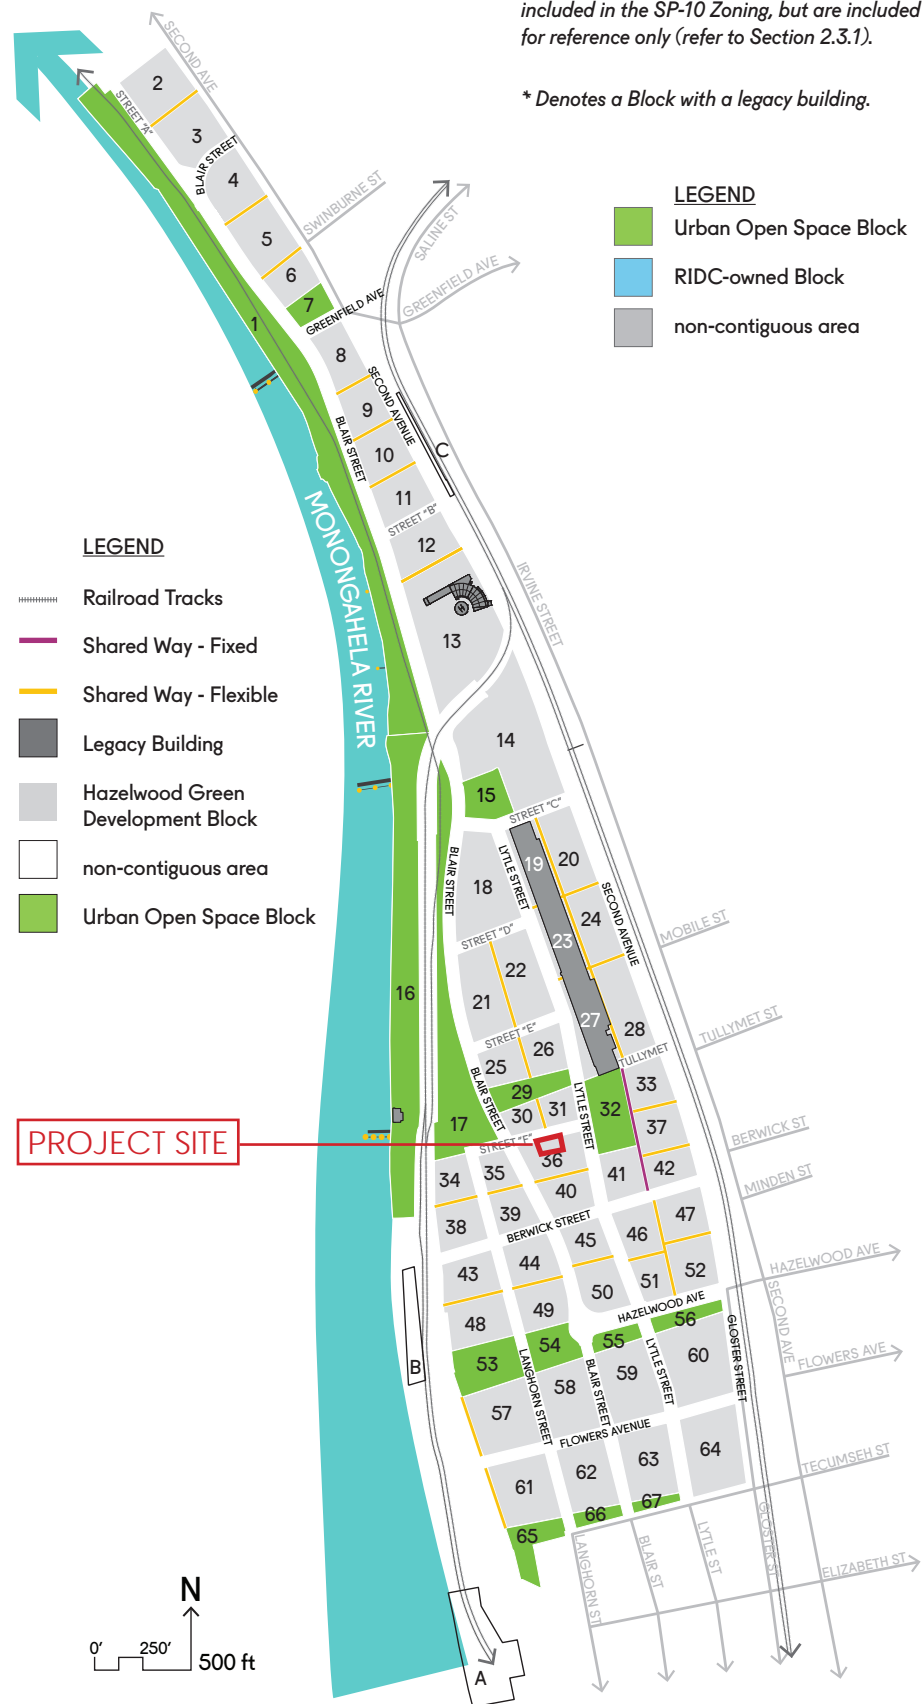 included in the SP-10 Zoning, but are included
for reference only (refer to Section 2.3.1).
* Denotes a Block with a legacy building.
LEGEND
Urban Open Space Block
RIDC-owned Block
non-contiguous area
SECOND AVE
STREET "A"
2
3
BLAIR STREET
4
SWINBURNE ST
5
6
7
GREENFIELD AVE
SALINE ST
GREENFIELD AVE
1
8
SECOND AVENUE
9
BLAIR STREET
10
C
11
STREET "B"
12
MONONGAHELA RIVER
IRVINE STREET
13
LEGEND
Railroad Tracks
Shared Way - Fixed
Shared Way - Flexible
Legacy Building
Hazelwood Green
Development Block
non-contiguous area
Urban Open Space Block
14
15
STREET "C"
BLAIR STREET
LYTLE STREET
19
20
18
SECOND AVENUE
24
23
MOBILE ST
STREET "D"
22
21
16
27
28
TULLYMET ST
STREET "E"
26
25
TULLYMET
BLAIR STREET
29
LYTLE STREET
33
30
31
32
17
37
PROJECT SITE
STREET "F"
BERWICK ST
36
35
34
41
42
MINDEN ST
40
39
38
BERWICK STREET
47
46
45
44
43
52
51
50
HAZELWOOD AVE
49
48
HAZELWOOD AVE
56
55
54
53
B
LANGHORN STREET
BLAIR STREET
LYTLE STREET
GLOSTER STREET
SECOND AVE
FLOWERS AVE
60
59
58
57
FLOWERS AVENUE
64
63
62
61
TECUMSEH ST
67
66
65
LANGHORN ST
BLAIR ST
LYTLE ST
GLOSTER ST
ELIZABETH ST
N
0'
250'
500 ft
A